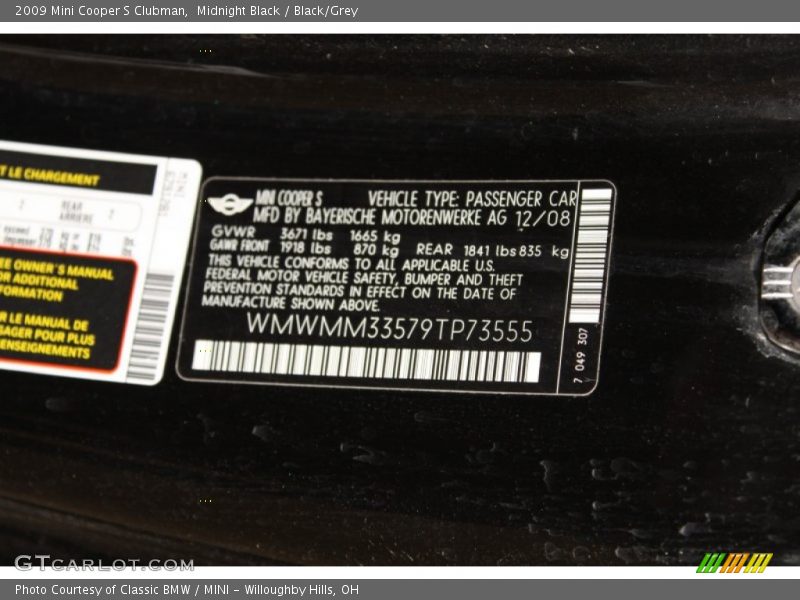 2009 Mini Cooper S Clubman,  Midnight Black / Black/Grey
T LE CHARGEMENT
REAR
ARRIÈRE
EE OWNER'S MANUAL
OR ADDITIONAL
FORMATION
R LE MANUAL DE
SAGER POUR PLUS
ENSEIGNEMENTS
MINI COOPER S VEHICLE TYPE: PASSENGER CAR
MFD BY BAYERISCHE MOTORENWERKE AG 12/08
GVWR 3671 lbs 1665 kg
GAWR FRONT 1918 lbs 870 kg REAR 1841 lbs 835 kg
THIS VEHICLE CONFORMS TO ALL APPLICABLE U.S.
FEDERAL MOTOR VEHICLE SAFETY, BUMPER AND THEFT
PREVENTION STANDARDS IN EFFECT ON THE DATE OF
MANUFACTURE SHOWN ABOVE.
WMWMM33579TP73555
7 049 307
GTCARLOT.COM
Photo Courtesy of Classic BMW / MINI - Willoughby Hills, OH